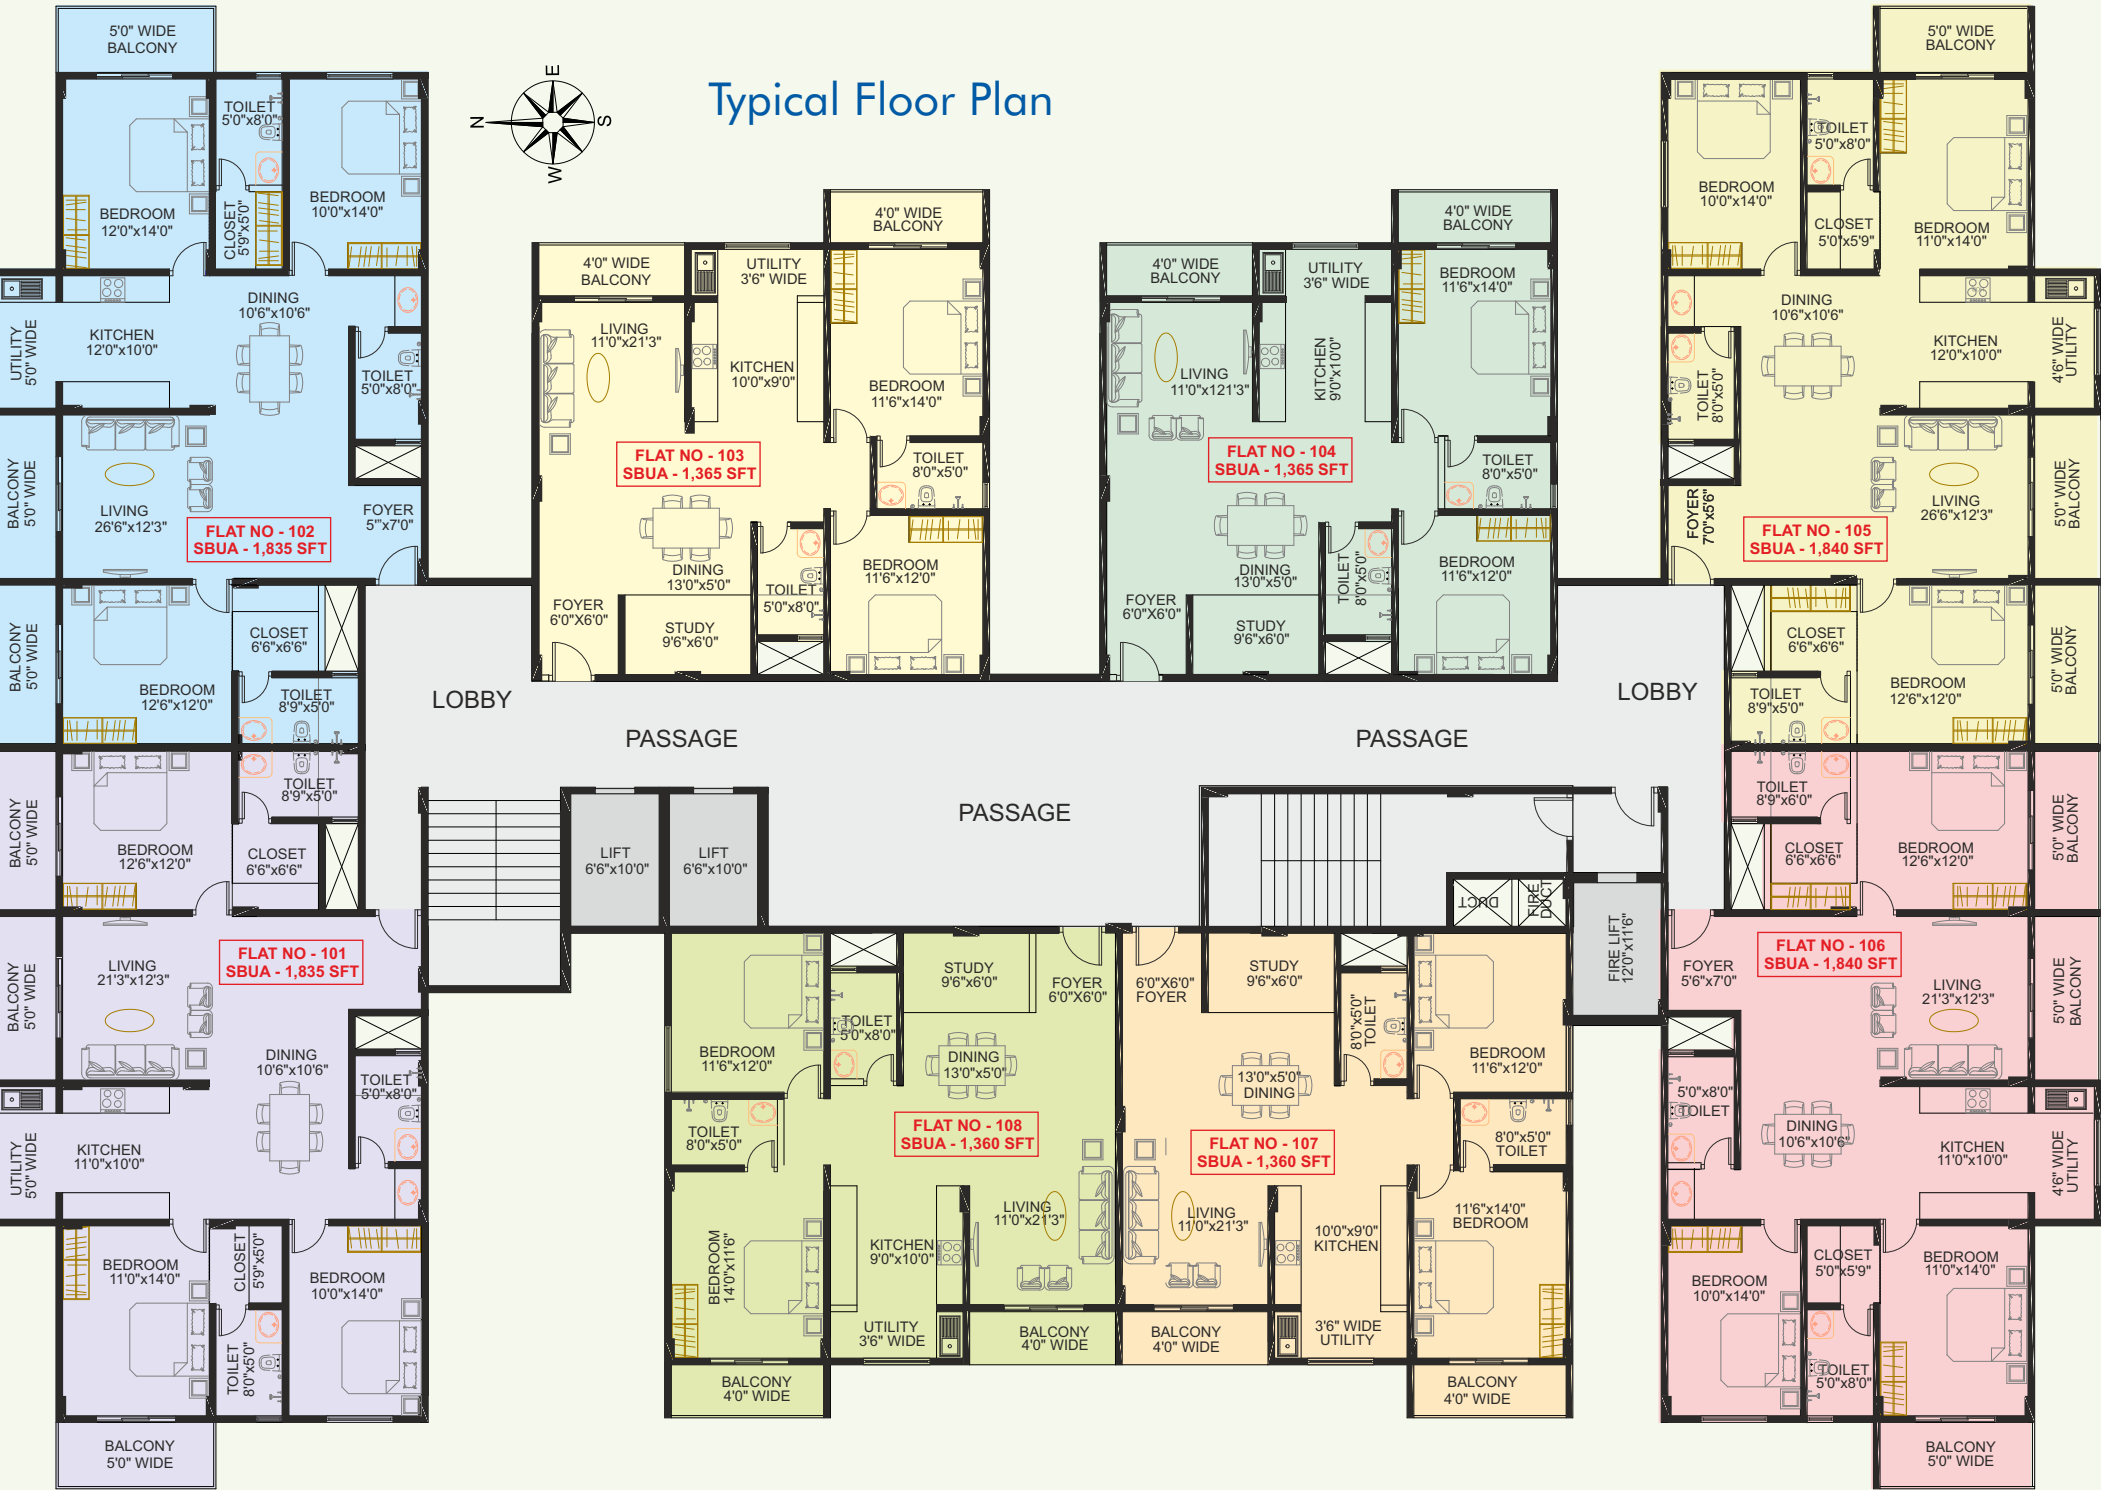 Typical Floor Plan
E
N
S
W
5'0" WIDE
BALCONY
TOILET
5'0"x8'0"
BEDROOM
12'0"x14'0"
CLOSET
5'9"x5'0"
BEDROOM
10'0"x14'0"
DINING
10'6"x10'6"
KITCHEN
12'0"x10'0"
UTILITY
5'0" WIDE
TOILET
5'0"x8'0"
BALCONY
5'0" WIDE
LIVING
26'6"x12'3"
FOYER
5'"x7'0"
FLAT NO - 102
SBUA - 1,835 SFT
BALCONY
5'0" WIDE
CLOSET
6'6"x6'6"
BEDROOM
12'6"x12'0"
TOILET
8'9"x5'0"
TOILET
8'9"x5'0"
BALCONY
5'0" WIDE
BEDROOM
12'6"x12'0"
CLOSET
6'6"x6'6"
FLAT NO - 101
SBUA - 1,835 SFT
BALCONY
5'0" WIDE
LIVING
21'3"x12'3"
DINING
10'6"x10'6"
TOILET
5'0"x8'0"
UTILITY
5'0" WIDE
KITCHEN
11'0"x10'0"
BEDROOM
11'0"x14'0"
CLOSET
5'9"x5'0"
BEDROOM
10'0"x14'0"
TOILET
8'0"x5'0"
BALCONY
5'0" WIDE
4'0" WIDE
BALCONY
4'0" WIDE
BALCONY
UTILITY
3'6" WIDE
LIVING
11'0"x21'3"
KITCHEN
10'0"x9'0"
BEDROOM
11'6"x14'0"
FLAT NO - 103
SBUA - 1,365 SFT
TOILET
8'0"x5'0"
DINING
13'0"x5'0"
BEDROOM
11'6"x12'0"
TOILET
5'0"x8'0"
FOYER
6'0"X6'0"
STUDY
9'6"x6'0"
4'0" WIDE
BALCONY
4'0" WIDE
BALCONY
UTILITY
3'6" WIDE
BEDROOM
11'6"x14'0"
LIVING
11'0"x121'3"
KITCHEN
9'0"x10'0"
FLAT NO - 104
SBUA - 1,365 SFT
TOILET
8'0"x5'0"
DINING
13'0"x5'0"
TOILET
8'0"x5'0"
BEDROOM
11'6"x12'0"
FOYER
6'0"X6'0"
STUDY
9'6"x6'0"
LOBBY
PASSAGE
PASSAGE
PASSAGE
LOBBY
LIFT
6'6"x10'0"
LIFT
6'6"x10'0"
DUCT
FIRE
DUCT
FIRE LIFT
12'0"x11'6"
5'0" WIDE
BALCONY
TOILET
5'0"x8'0"
BEDROOM
10'0"x14'0"
CLOSET
5'0"x5'9"
BEDROOM
11'0"x14'0"
DINING
10'6"x10'6"
KITCHEN
12'0"x10'0"
4'6" WIDE
UTILITY
TOILET
8'0"x5'0"
FOYER
7'0"x5'6"
LIVING
26'6"x12'3"
5'0" WIDE
BALCONY
FLAT NO - 105
SBUA - 1,840 SFT
CLOSET
6'6"x6'6"
TOILET
8'9"x5'0"
BEDROOM
12'6"x12'0"
5'0" WIDE
BALCONY
TOILET
8'9"x6'0"
CLOSET
6'6"x6'6"
BEDROOM
12'6"x12'0"
5'0" WIDE
BALCONY
FLAT NO - 106
SBUA - 1,840 SFT
FOYER
5'6"x7'0"
LIVING
21'3"x12'3"
5'0" WIDE
BALCONY
5'0"x8'0"
TOILET
DINING
10'6"x10'6"
KITCHEN
11'0"x10'0"
4'6" WIDE
UTILITY
BEDROOM
10'0"x14'0"
CLOSET
5'0"x5'9"
BEDROOM
11'0"x14'0"
TOILET
5'0"x8'0"
BALCONY
5'0" WIDE
STUDY
9'6"x6'0"
FOYER
6'0"X6'0"
TOILET
5'0"x8'0"
BEDROOM
11'6"x12'0"
DINING
13'0"x5'0"
FLAT NO - 108
SBUA - 1,360 SFT
TOILET
8'0"x5'0"
LIVING
11'0"x21'3"
BEDROOM
14'0"x11'6"
KITCHEN
9'0"x10'0"
UTILITY
3'6" WIDE
BALCONY
4'0" WIDE
BALCONY
4'0" WIDE
6'0"X6'0"
FOYER
STUDY
9'6"x6'0"
8'0"x5'0"
TOILET
BEDROOM
11'6"x12'0"
13'0"x5'0"
DINING
FLAT NO - 107
SBUA - 1,360 SFT
8'0"x5'0"
TOILET
LIVING
11'0"x21'3"
10'0"x9'0"
KITCHEN
11'6"x14'0"
BEDROOM
BALCONY
4'0" WIDE
3'6" WIDE
UTILITY
BALCONY
4'0" WIDE